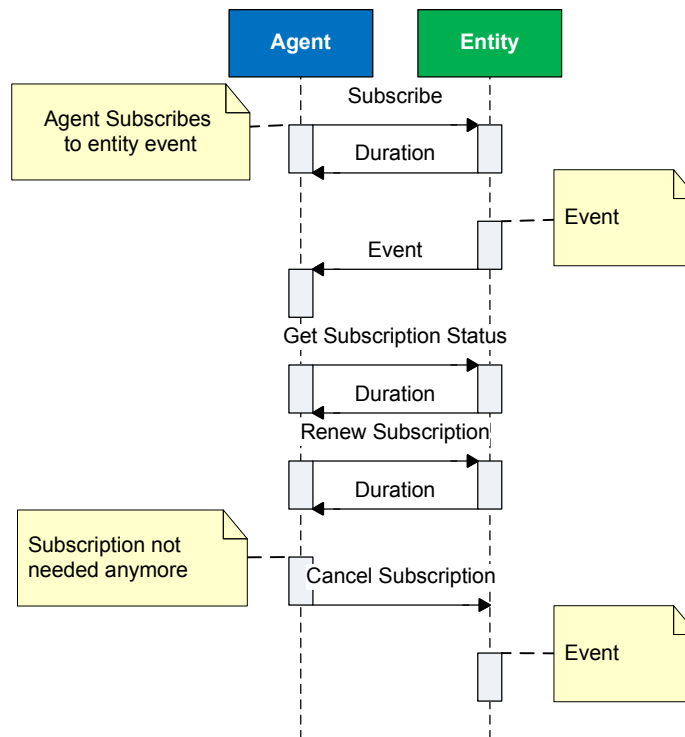 Agent
Entity
Subscribe
Agent Subscribes
to entity event
Duration
Event
Event
Get Subscription Status
Duration
Renew Subscription
Duration
Subscription not
needed anymore
Cancel Subscription
Event